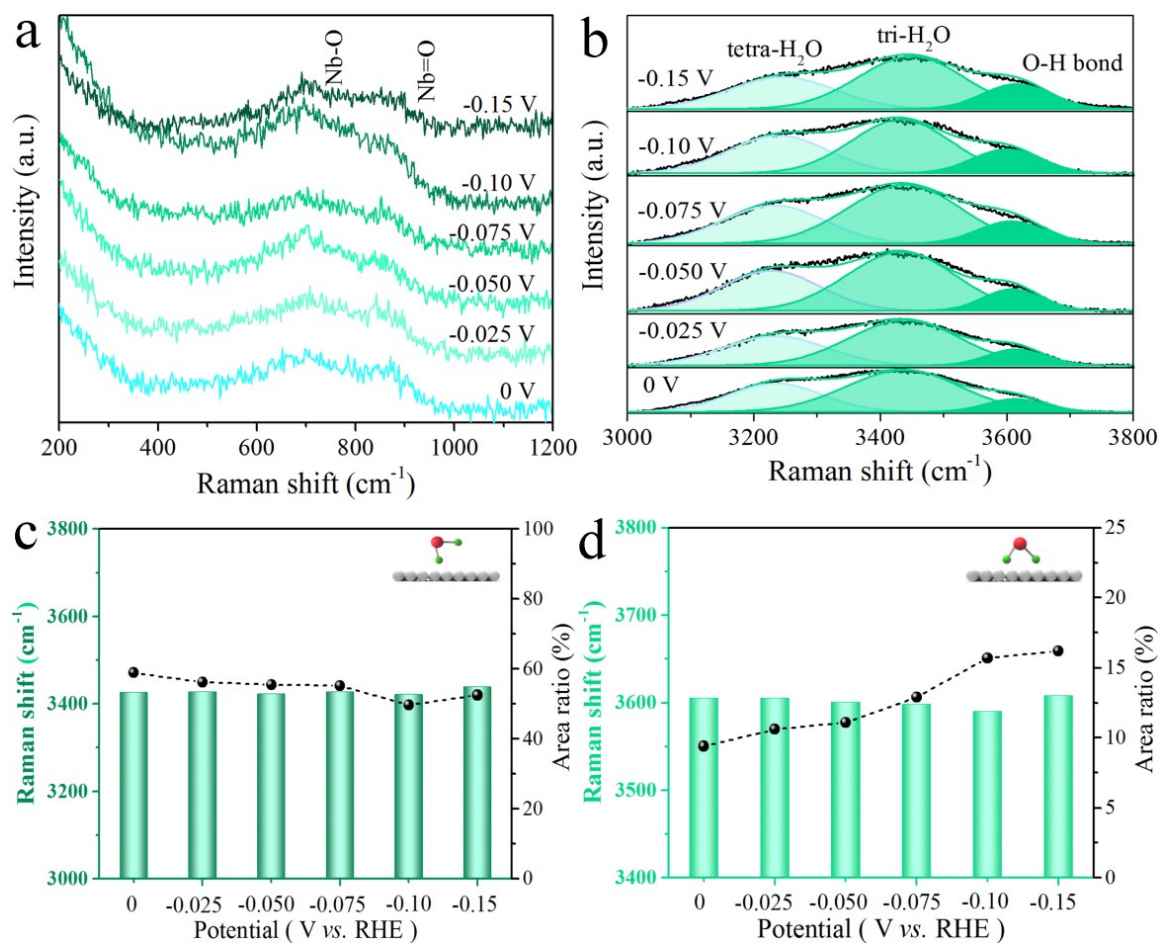 a
Intensity (a.u.)
Nb-O
Nb=O
-0.15 V
-0.10 V
-0.075 V
-0.050 V
-0.025 V
0 V
200 400 600 800 1000 1200
Raman shift (cm⁻¹)
b
Intensity (a.u.)
tetra-H₂O
tri-H₂O
O-H bond
-0.15 V
-0.10 V
-0.075 V
-0.050 V
-0.025 V
0 V
3000 3200 3400 3600 3800
Raman shift (cm⁻¹)
c
Raman shift (cm⁻¹)
3800
3600
3400
3200
3000
100
80
60
40
20
0
Area ratio (%)
0 -0.025 -0.050 -0.075 -0.10 -0.15
Potential ( V vs. RHE)
d
Raman shift (cm⁻¹)
3800
3700
3600
3500
3400
25
20
15
10
5
0
Area ratio (%)
0 -0.025 -0.050 -0.075 -0.10 -0.15
Potential ( V vs. RHE)